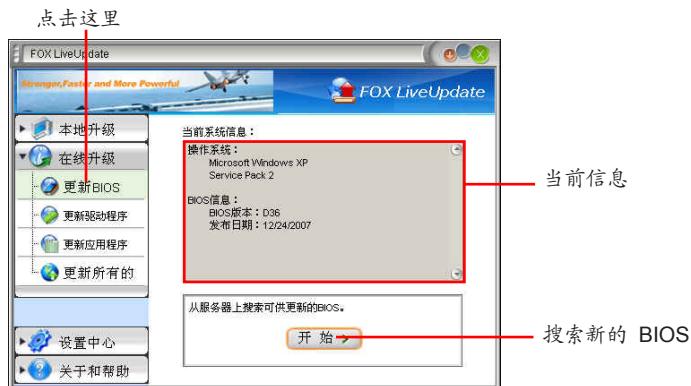 点击这里
FOX LiveUpdate
Stronger,Faster and More Powerful
FOX LiveUpdate
本地升级
在线升级
更新BIOS
更新驱动程序
更新应用程序
更新所有的
设置中心
关于和帮助
当前系统信息：
操作系统：
Microsoft Windows XP
Service Pack 2
BIOS信息：
BIOS版本：D36
发布日期：12/24/2007
当前信息
从服务器上搜索可供更新的BIOS。
开 始
搜索新的 BIOS